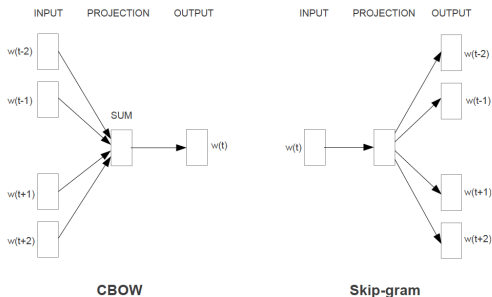 INPUT PROJECTION OUTPUT
w(t-2)
w(t-1)
SUM
w(t)
w(t+1)
w(t+2)
CBOW
INPUT PROJECTION OUTPUT
w(t-2)
w(t-1)
w(t)
w(t+1)
w(t+2)
Skip-gram